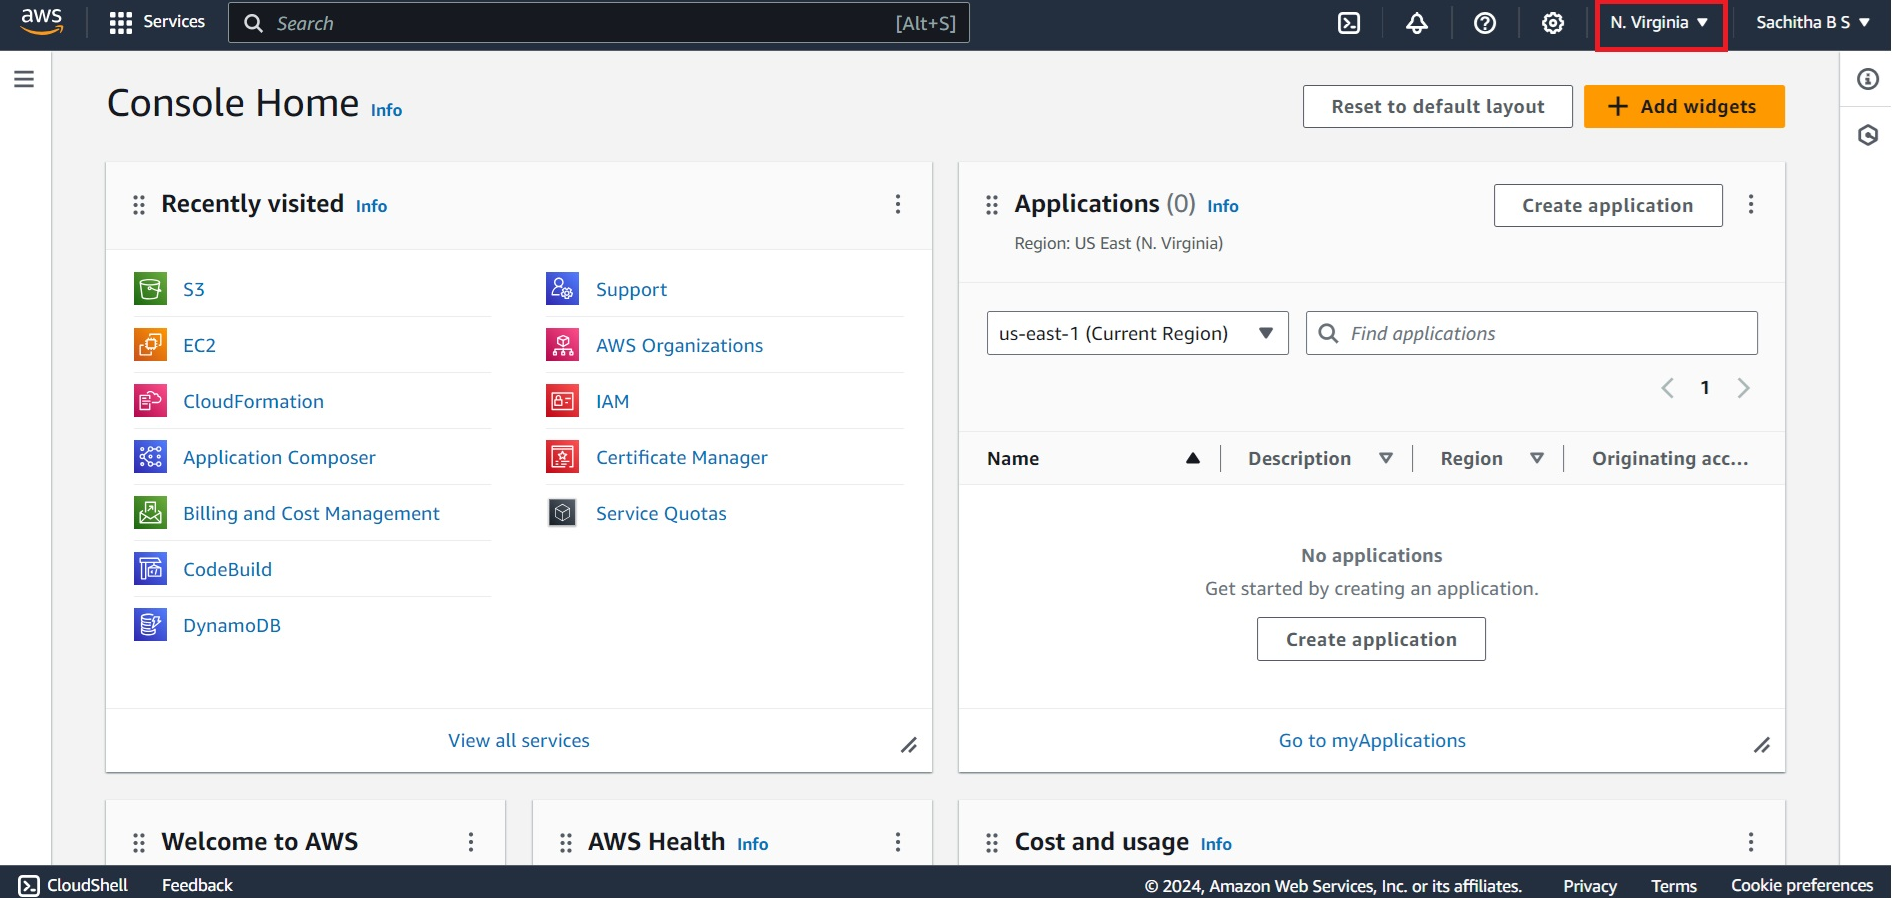 aws
Services
Search
[Alt+S]
N. Virginia
Sachitha B S
Console Home Info
Reset to default layout
Add widgets
Recently visited Info
S3
EC2
CloudFormation
Application Composer
Billing and Cost Management
CodeBuild
DynamoDB
Support
AWS Organizations
IAM
Certificate Manager
Service Quotas
View all services
Applications (0) Info
Region: US East (N. Virginia)
Create application
us-east-1 (Current Region)
Find applications
1
Name
Description
Region
Originating acc...
No applications
Get started by creating an application.
Create application
Go to myApplications
Welcome to AWS
AWS Health Info
Cost and usage Info
CloudShell
Feedback
© 2024, Amazon Web Services, Inc. or its affiliates.
Privacy
Terms
Cookie preferences